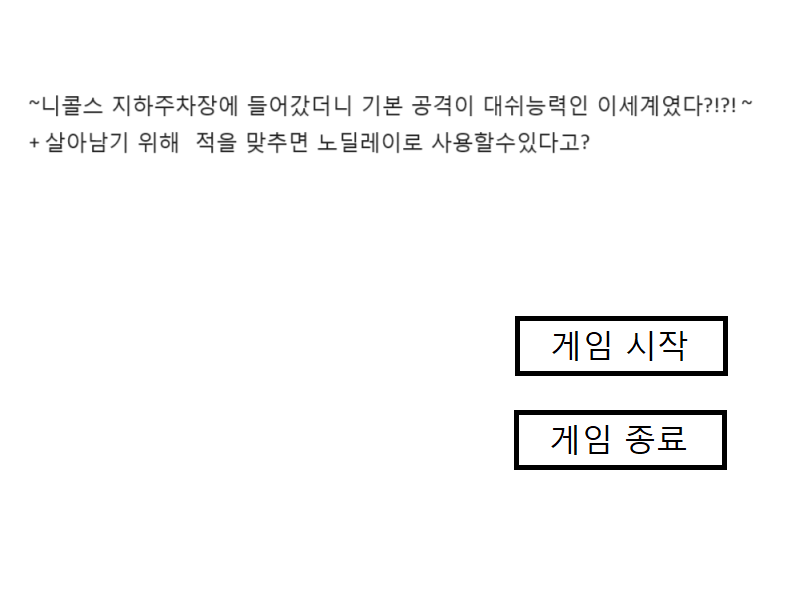 ~니콜스 지하주차장에 들어갔더니 기본 공격이 대쉬능력인 이세계였다?!?! ~
+ 살아남기 위해 적을 맞추면 노딜레이로 사용할수있다고?
게임 시작
게임 종료